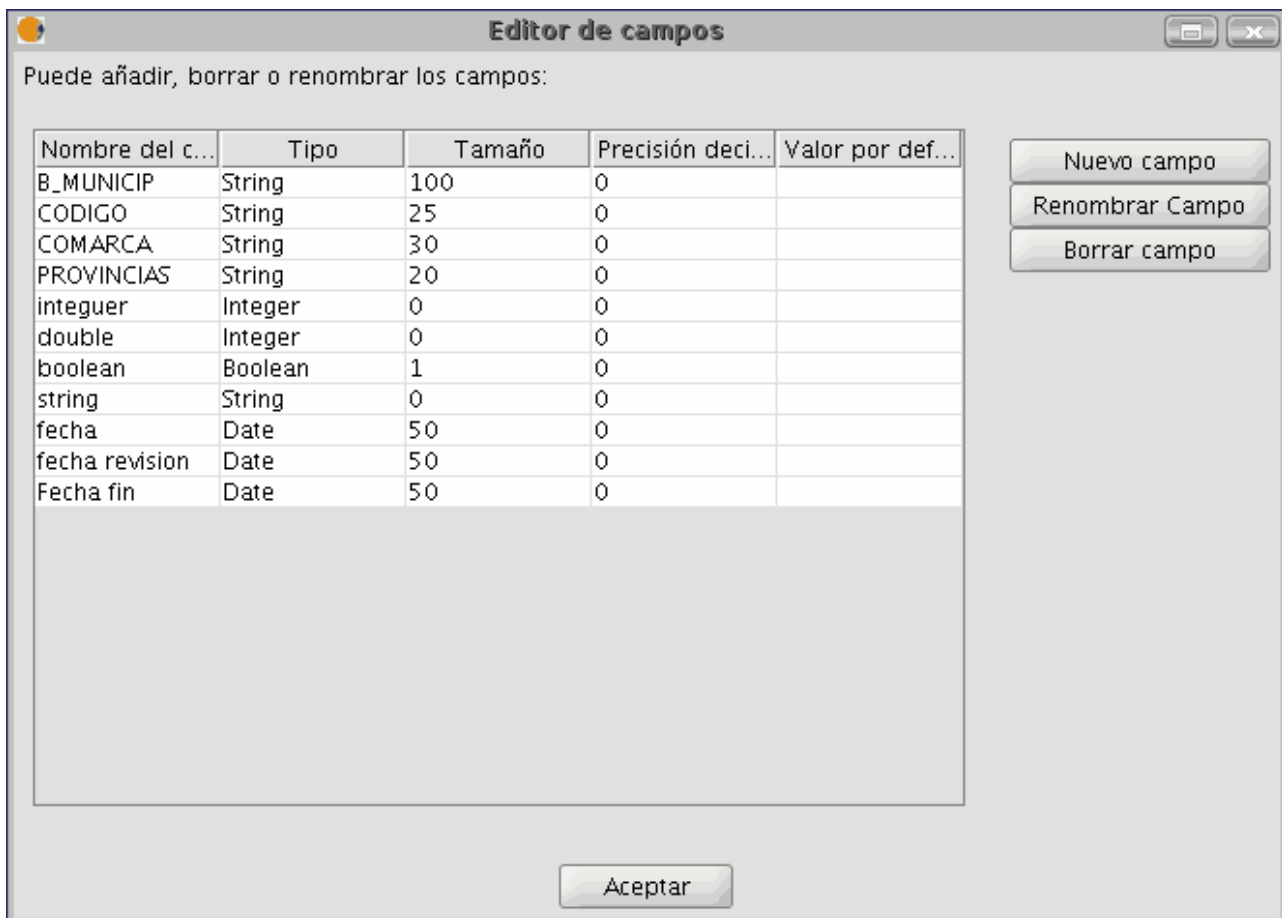 Editor de campos
Puede añadir, borrar o renombrar los campos:
Nombre del c... Tipo Tamaño Precisión deci... Valor por def...
B_MUNICIP String 100 0
CODIGO String 25 0
COMARCA String 30 0
PROVINCIAS String 20 0
integuer Integer 0 0
double Integer 0 0
boolean Boolean 1 0
string String 0 0
fecha Date 50 0
fecha revision Date 50 0
Fecha fin Date 50 0
Nuevo campo
Renombrar Campo
Borrar campo
Aceptar